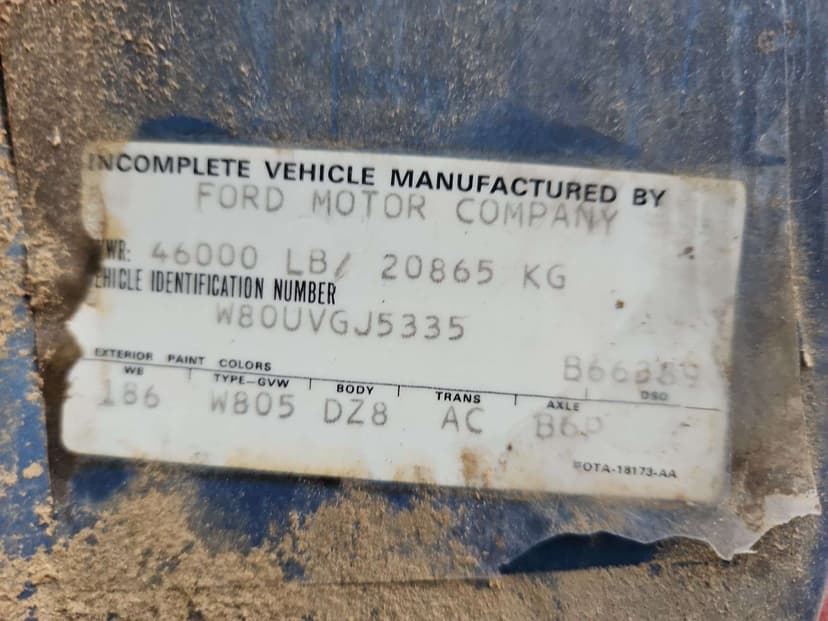 INCOMPLETE VEHICLE MANUFACTURED BY
FORD MOTOR COMPANY
46000 LB/ 20865 KG
VEHICLE IDENTIFICATION NUMBER
W80UVGJ5335
EXTERIOR PAINT COLORS
WB TYPE-GVW BODY TRANS AXLE DSO
186 W805 DZ8 AC